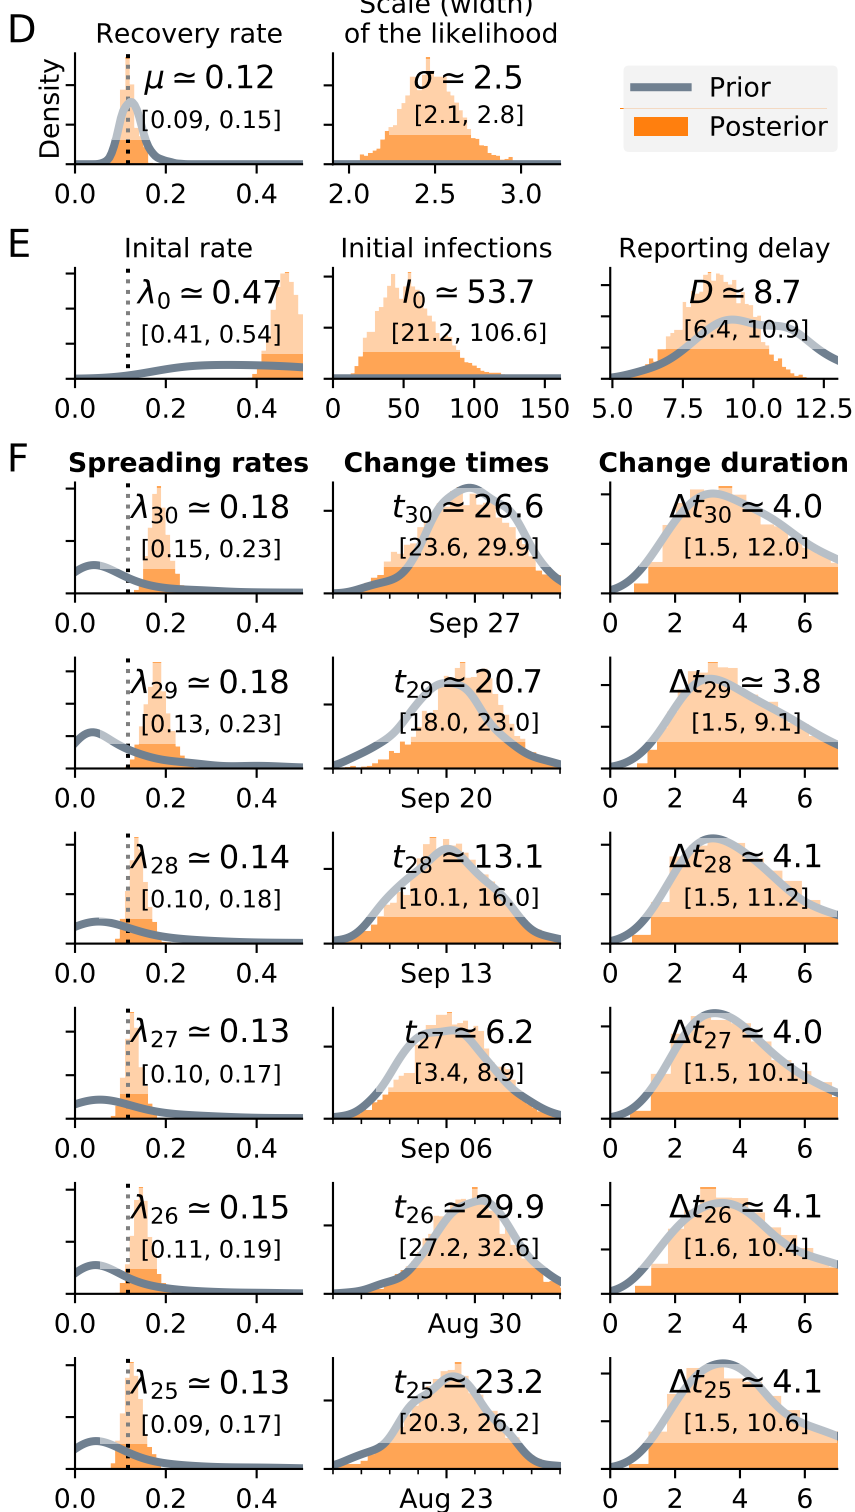 D
Recovery rate
Scale (width)
of the likelihood
Density
μ ≃ 0.12
[0.09, 0.15]
σ ≃ 2.5
[2.1, 2.8]
Prior
Posterior
0.0 0.2 0.4
2.0 2.5 3.0
E
Inital rate
Initial infections
Reporting delay
λ0 ≃ 0.47
[0.41, 0.54]
I0 ≃ 53.7
[21.2, 106.6]
D ≃ 8.7
[6.4, 10.9]
0.0 0.2 0.4
0 50 100 150
5.0 7.5 10.0 12.5
F
Spreading rates
Change times
Change duration
λ30 ≃ 0.18
[0.15, 0.23]
t30 ≃ 26.6
[23.6, 29.9]
Δt30 ≃ 4.0
[1.5, 12.0]
0.0 0.2 0.4
Sep 27
0 2 4 6
λ29 ≃ 0.18
[0.13, 0.23]
t29 ≃ 20.7
[18.0, 23.0]
Δt29 ≃ 3.8
[1.5, 9.1]
0.0 0.2 0.4
Sep 20
0 2 4 6
λ28 ≃ 0.14
[0.10, 0.18]
t28 ≃ 13.1
[10.1, 16.0]
Δt28 ≃ 4.1
[1.5, 11.2]
0.0 0.2 0.4
Sep 13
0 2 4 6
λ27 ≃ 0.13
[0.10, 0.17]
t27 ≃ 6.2
[3.4, 8.9]
Δt27 ≃ 4.0
[1.5, 10.1]
0.0 0.2 0.4
Sep 06
0 2 4 6
λ26 ≃ 0.15
[0.11, 0.19]
t26 ≃ 29.9
[27.2, 32.6]
Δt26 ≃ 4.1
[1.6, 10.4]
0.0 0.2 0.4
Aug 30
0 2 4 6
λ25 ≃ 0.13
[0.09, 0.17]
t25 ≃ 23.2
[20.3, 26.2]
Δt25 ≃ 4.1
[1.5, 10.6]
0.0 0.2 0.4
Aug 23
0 2 4 6